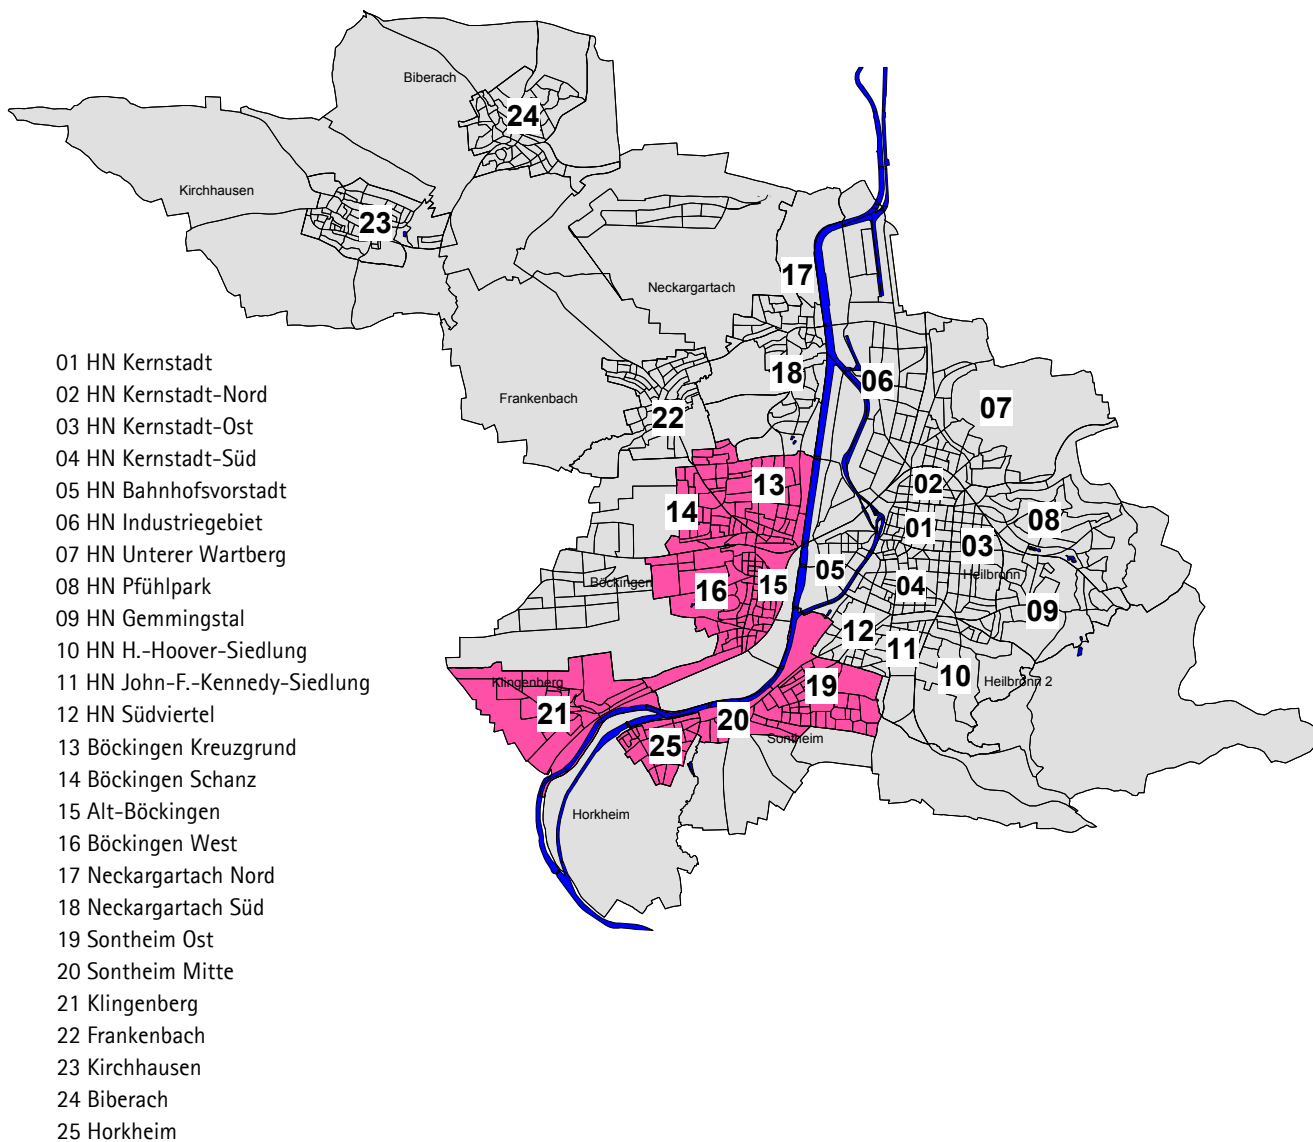 Biberach
24
Kirchhausen
23
17
Neckargartach
18
06
Frankenbach
22
07
13
02
14
08
01
03
05
Heilbronn
Böckingen
16
15
04
09
12
11
10
Heilbronn 2
Klingenberg
19
21
20
Sontheim
25
Horkheim
01 HN Kernstadt
02 HN Kernstadt-Nord
03 HN Kernstadt-Ost
04 HN Kernstadt-Süd
05 HN Bahnhofsvorstadt
06 HN Industriegebiet
07 HN Unterer Wartberg
08 HN Pfühlpark
09 HN Gemmingstal
10 HN H.-Hoover-Siedlung
11 HN John-F.-Kennedy-Siedlung
12 HN Südviertel
13 Böckingen Kreuzgrund
14 Böckingen Schanz
15 Alt-Böckingen
16 Böckingen West
17 Neckargartach Nord
18 Neckargartach Süd
19 Sontheim Ost
20 Sontheim Mitte
21 Klingenberg
22 Frankenbach
23 Kirchhausen
24 Biberach
25 Horkheim